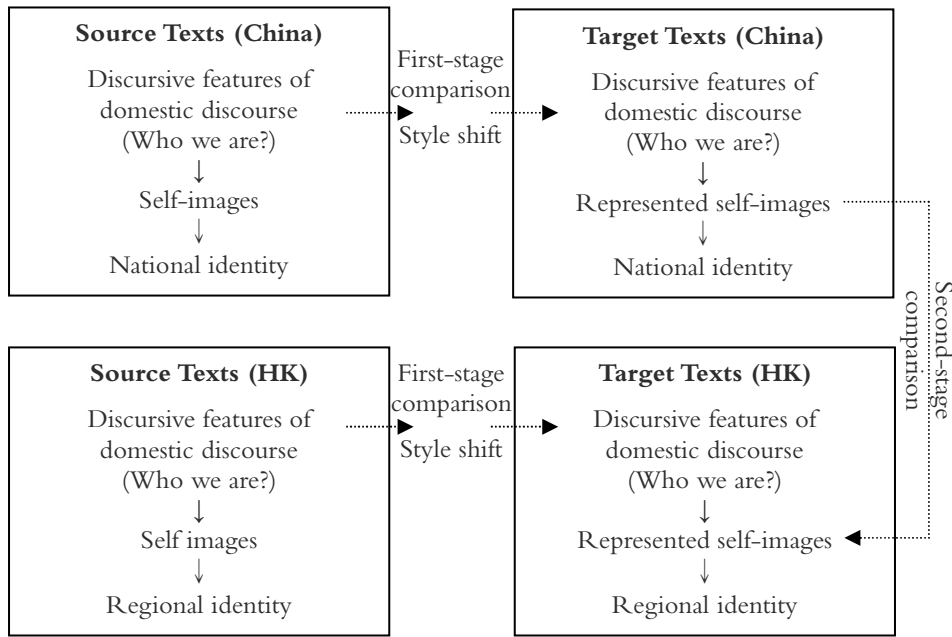 Source Texts (China)
Discursive features of
domestic discourse
(Who we are?)
↓
Self-images
↓
National identity
First-stage
comparison
Style shift
Target Texts (China)
Discursive features of
domestic discourse
(Who we are?)
↓
Represented self-images
↓
National identity
Second-stage
comparison
Source Texts (HK)
Discursive features of
domestic discourse
(Who we are?)
↓
Self images
↓
Regional identity
First-stage
comparison
Style shift
Target Texts (HK)
Discursive features of
domestic discourse
(Who we are?)
↓
Represented self-images
↓
Regional identity